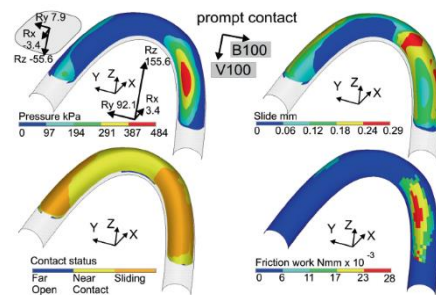 Ry 7.9
Rx
-3.4
Rz -55.6
Rz
155.6
prompt contact
B100
V100
Z
Y
X
Ry 92.1
Rx
3.4
Pressure kPa
0 97 194 291 387 484
Z
Y
X
Slide mm
0 0.06 0.12 0.18 0.24 0.29
Z
Y
X
Contact status
Far Near Sliding
Open Contact
Z
Y
X
Friction work Nmm x 10
-3
0 6 11 17 23 28